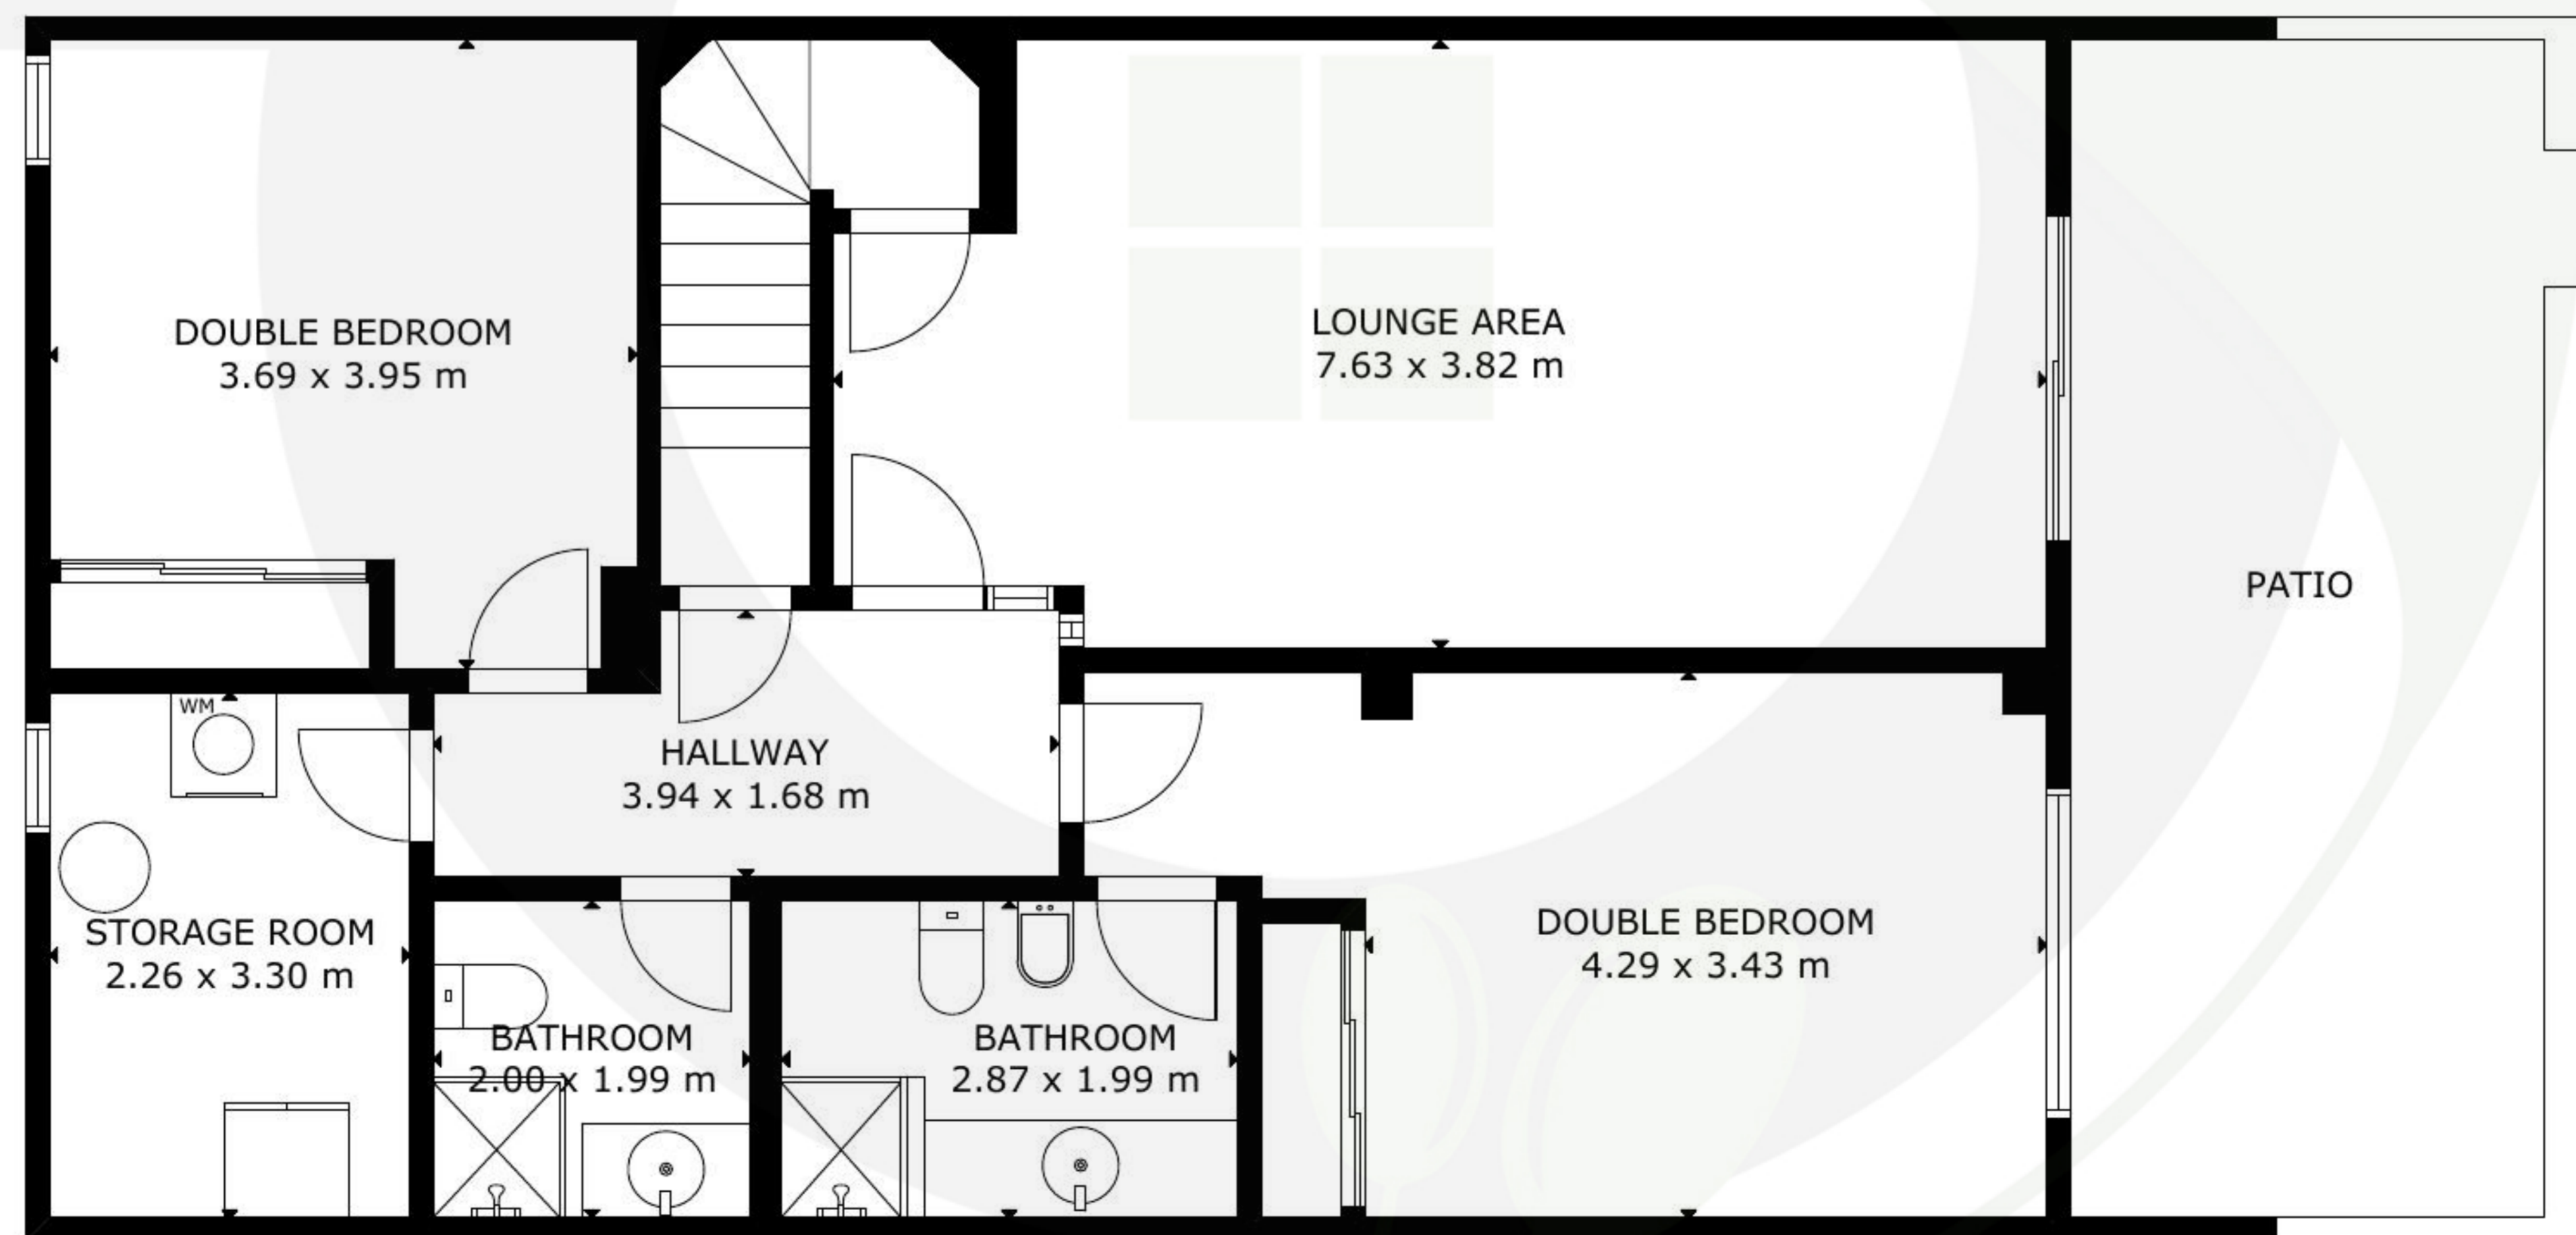 DOUBLE BEDROOM
3.69 x 3.95 m
LOUNGE AREA
7.63 x 3.82 m
PATIO
WM
HALLWAY
3.94 x 1.68 m
STORAGE ROOM
2.26 x 3.30 m
BATHROOM
2.00 x 1.99 m
BATHROOM
2.87 x 1.99 m
DOUBLE BEDROOM
4.29 x 3.43 m